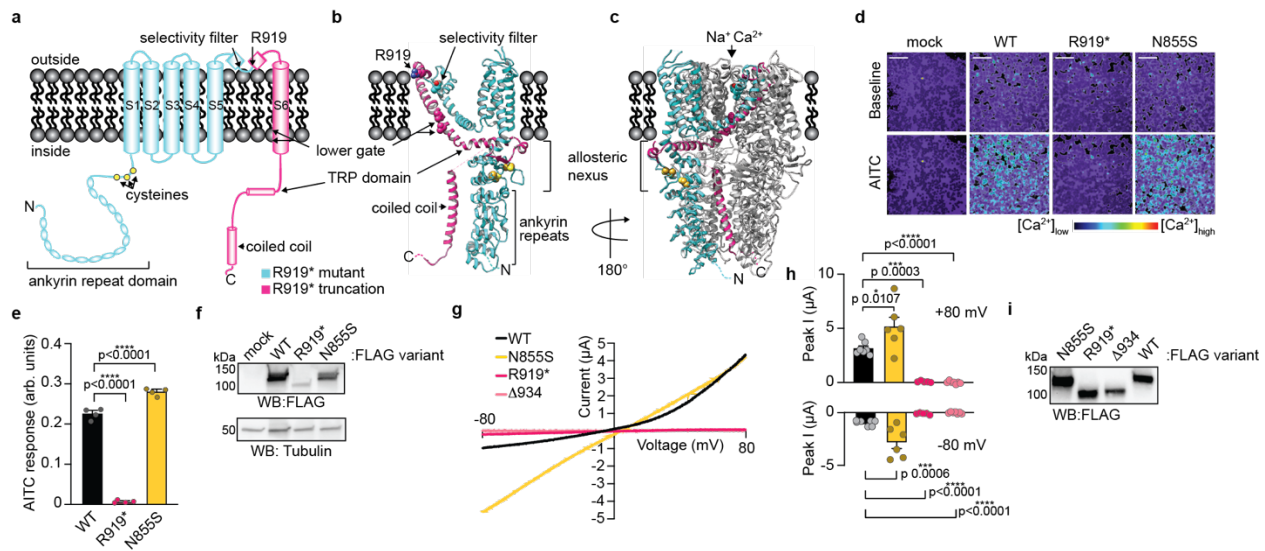 a
outside
inside
selectivity filter
R919
S1 S2 S3 S4 S5 S6
cysteines
N
ankyrin repeat domain
lower gate
TRP domain
coiled coil
C
R919* mutant
R919* truncation
b
R919
selectivity filter
coiled coil
ankyrin
repeats
allosteric
nexus
C
N
180°
c
Na⁺ Ca²⁺
N
C
d
mock WT R919* N855S
Baseline
AITC
[Ca²⁺]low [Ca²⁺]high
e
AITC response (arb. units)
0.4
0.3
0.2
0.1
0
****
p<0.0001
****
p<0.0001
WT
R919*
N855S
f
mock WT R919* N855S :FLAG variant
kDa
150
100
WB:FLAG
50
WB: Tubulin
g
WT
N855S
R919*
Δ934
Current (µA)
5
4
3
2
1
-1
-2
-3
-4
-5
-80
Voltage (mV)
80
h
****
p<0.0001
***
p 0.0003
*
p 0.0107
+80 mV
Peak I (µA)
10
5
0
Peak I (µA)
0
-5
-80 mV
***
p 0.0006
****
p<0.0001
****
p<0.0001
i
N855S R919* Δ934 WT :FLAG variant
kDa
150
100
WB:FLAG